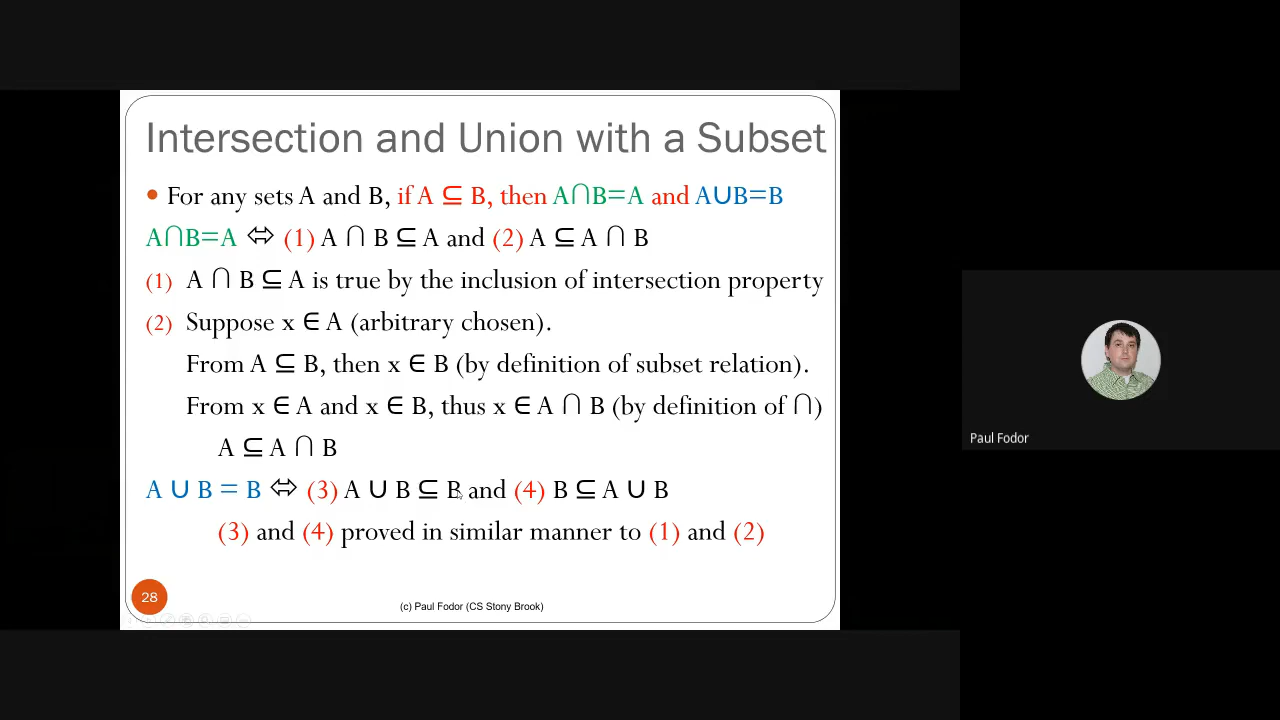 Intersection and Union with a Subset
• For any sets A and B, if A ⊆ B, then A∩B=A and A∪B=B
A∩B=A ⇔ (1) A ∩ B ⊆ A and (2) A ⊆ A ∩ B
(1) A ∩ B ⊆ A is true by the inclusion of intersection property
(2) Suppose x ∈ A (arbitrary chosen).
From A ⊆ B, then x ∈ B (by definition of subset relation).
From x ∈ A and x ∈ B, thus x ∈ A ∩ B (by definition of ∩)
A ⊆ A ∩ B
A ∪ B = B ⇔ (3) A ∪ B ⊆ B and (4) B ⊆ A ∪ B
(3) and (4) proved in similar manner to (1) and (2)
28
(c) Paul Fodor (CS Stony Brook)
Paul Fodor